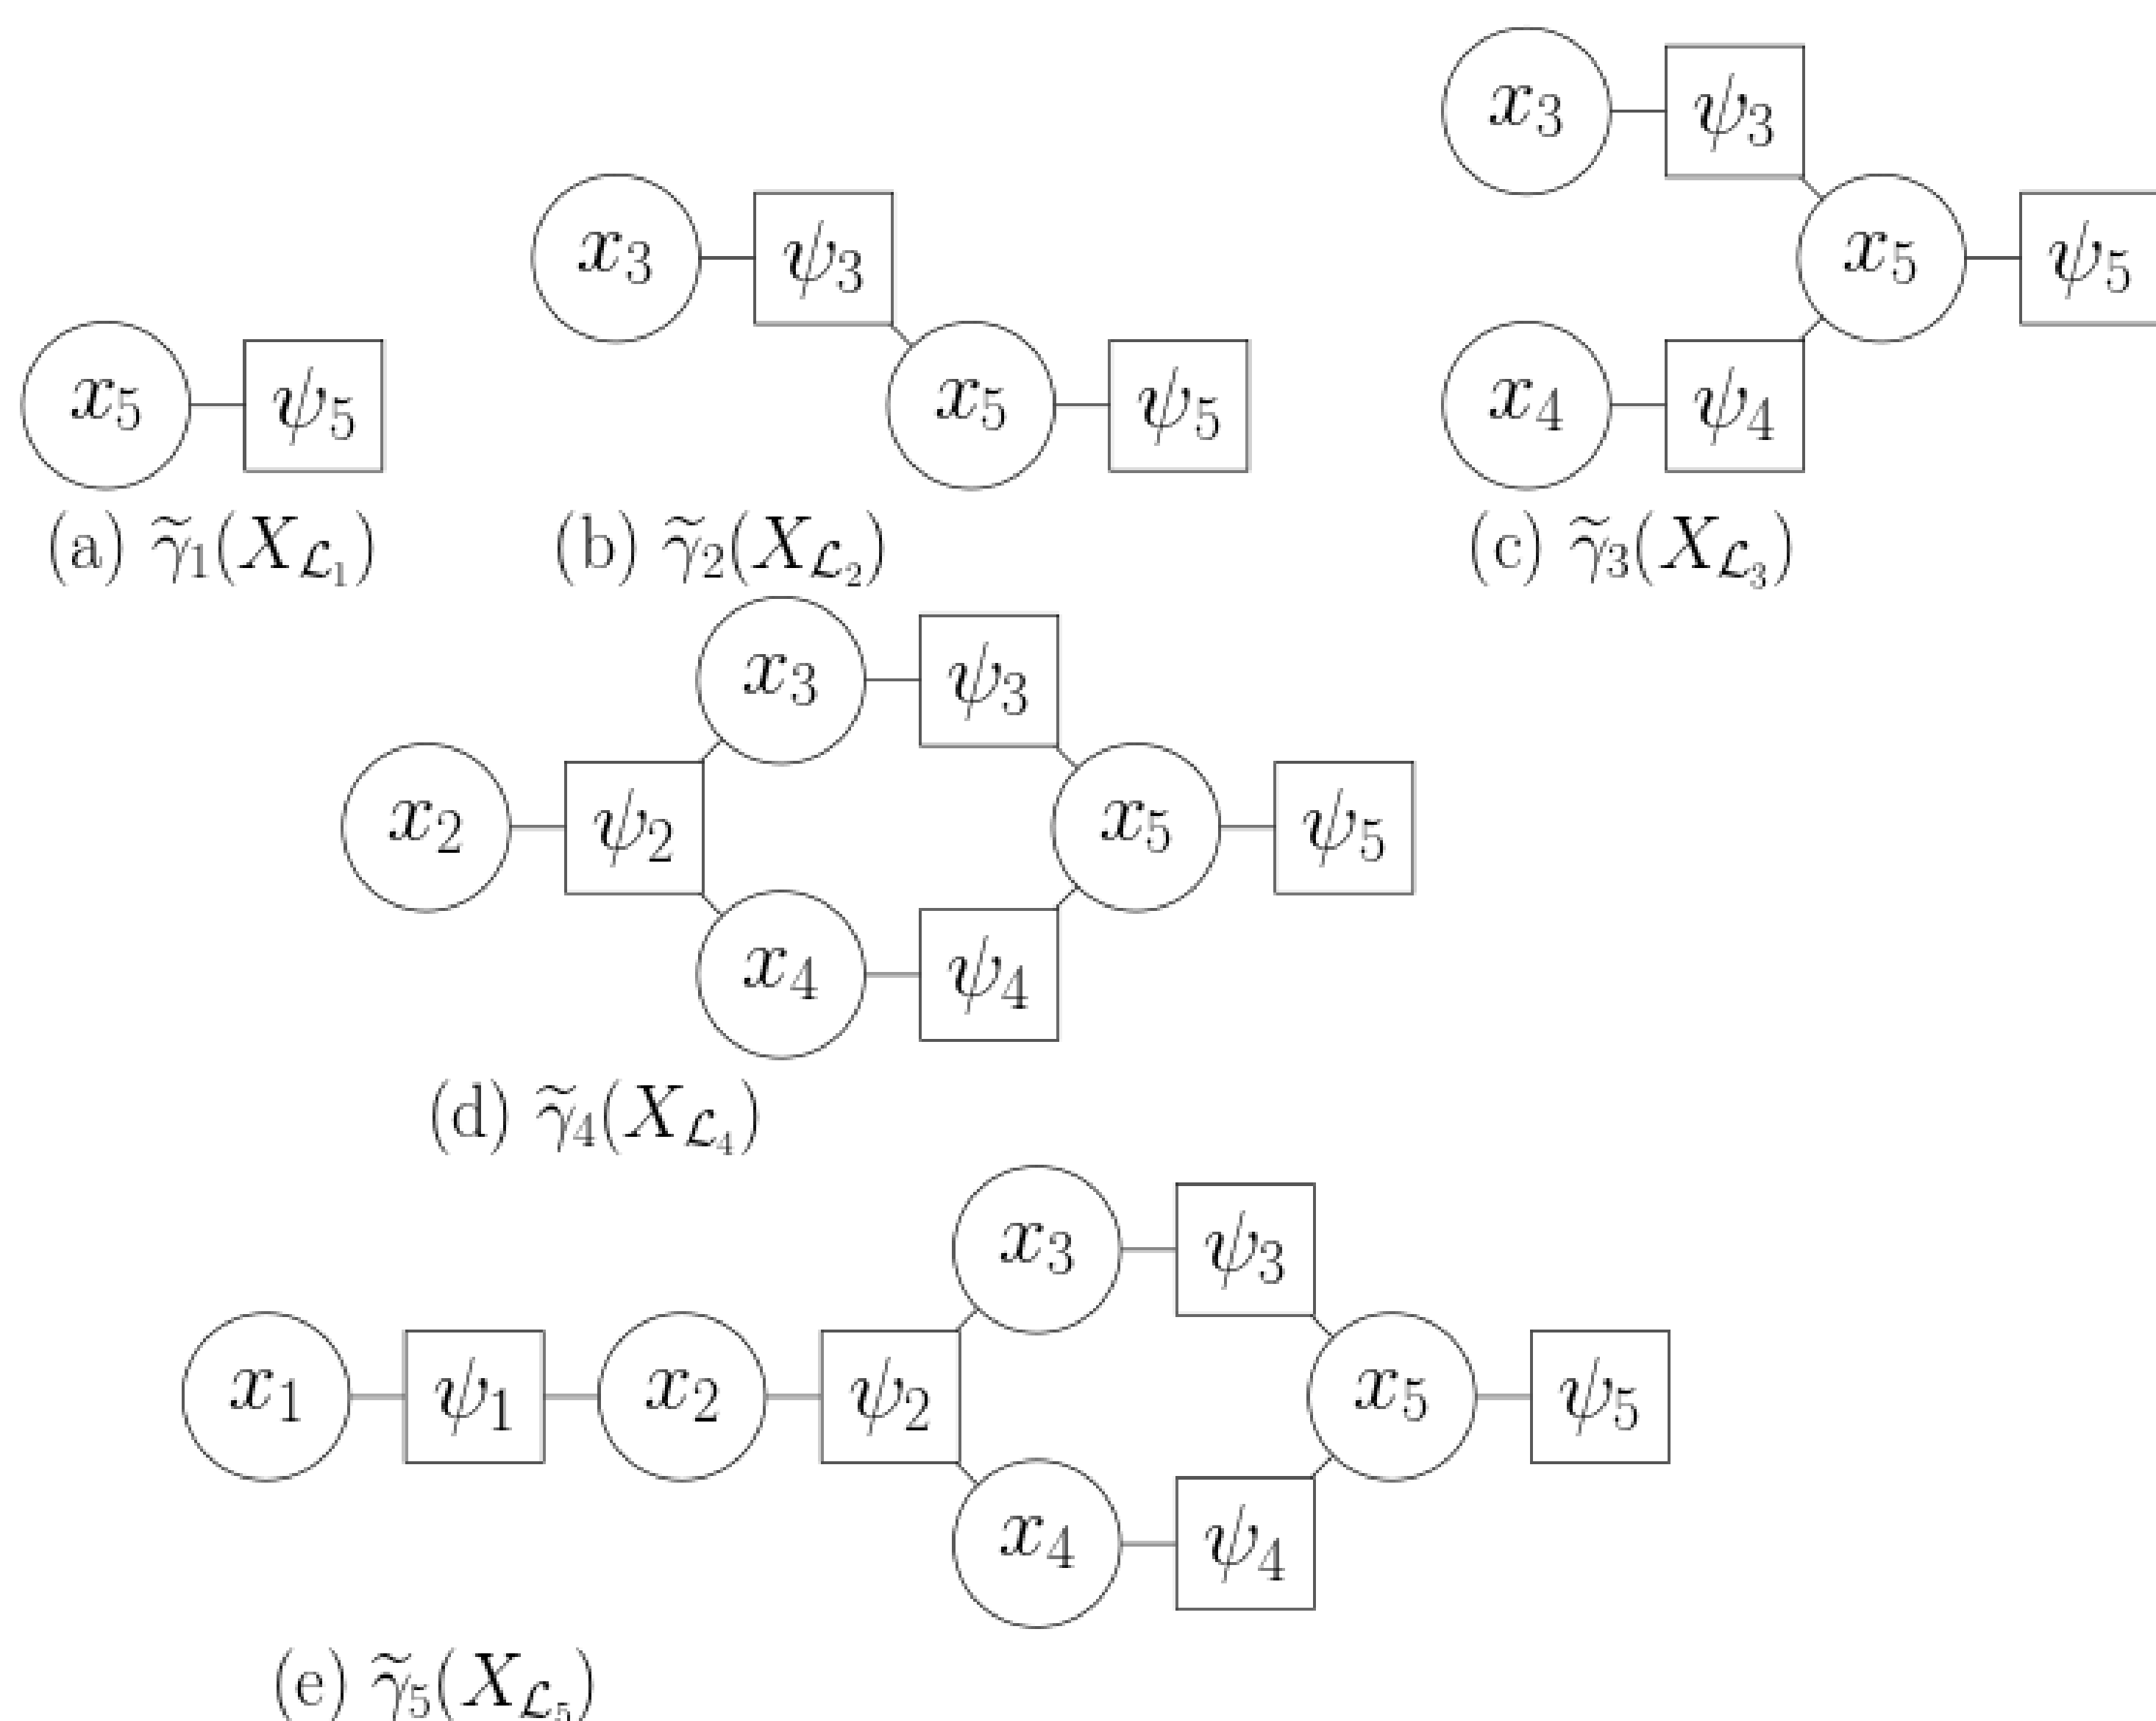 x₃ ψ₃
x₃ ψ₃ x₅ ψ₅
x₅ ψ₅ x₅ ψ₅ x₄ ψ₄
(a) γ̃₁(X_ℒ₁) (b) γ̃₂(X_ℒ₂) (c) γ̃₃(X_ℒ₃)
x₃ ψ₃
x₂ ψ₂ x₅ ψ₅
x₄ ψ₄
(d) γ̃₄(X_ℒ₄)
x₃ ψ₃
x₁ ψ₁ x₂ ψ₂ x₅ ψ₅
x₄ ψ₄
(e) γ̃₅(X_ℒ₅)